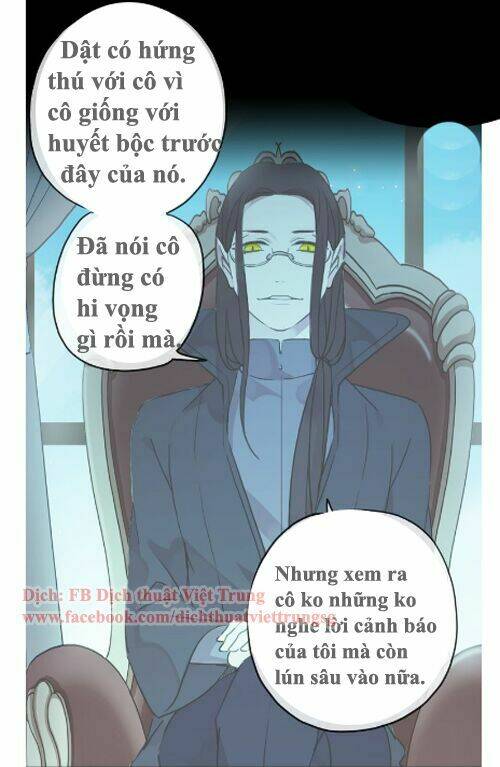 Dật có hứng
thú với cô vì
cô giống với
huyết bộc trước
đây của nó.
Đã nói cô
đừng có
hi vọng
gì rồi mà.
Dịch: FB Dịch thuật Việt Trung
www.facebook.com/dichthuatviettrungsg
Nhưng xem ra
cô ko những ko
nghe lời cảnh báo
của tôi mà còn
lún sâu vào nữa.